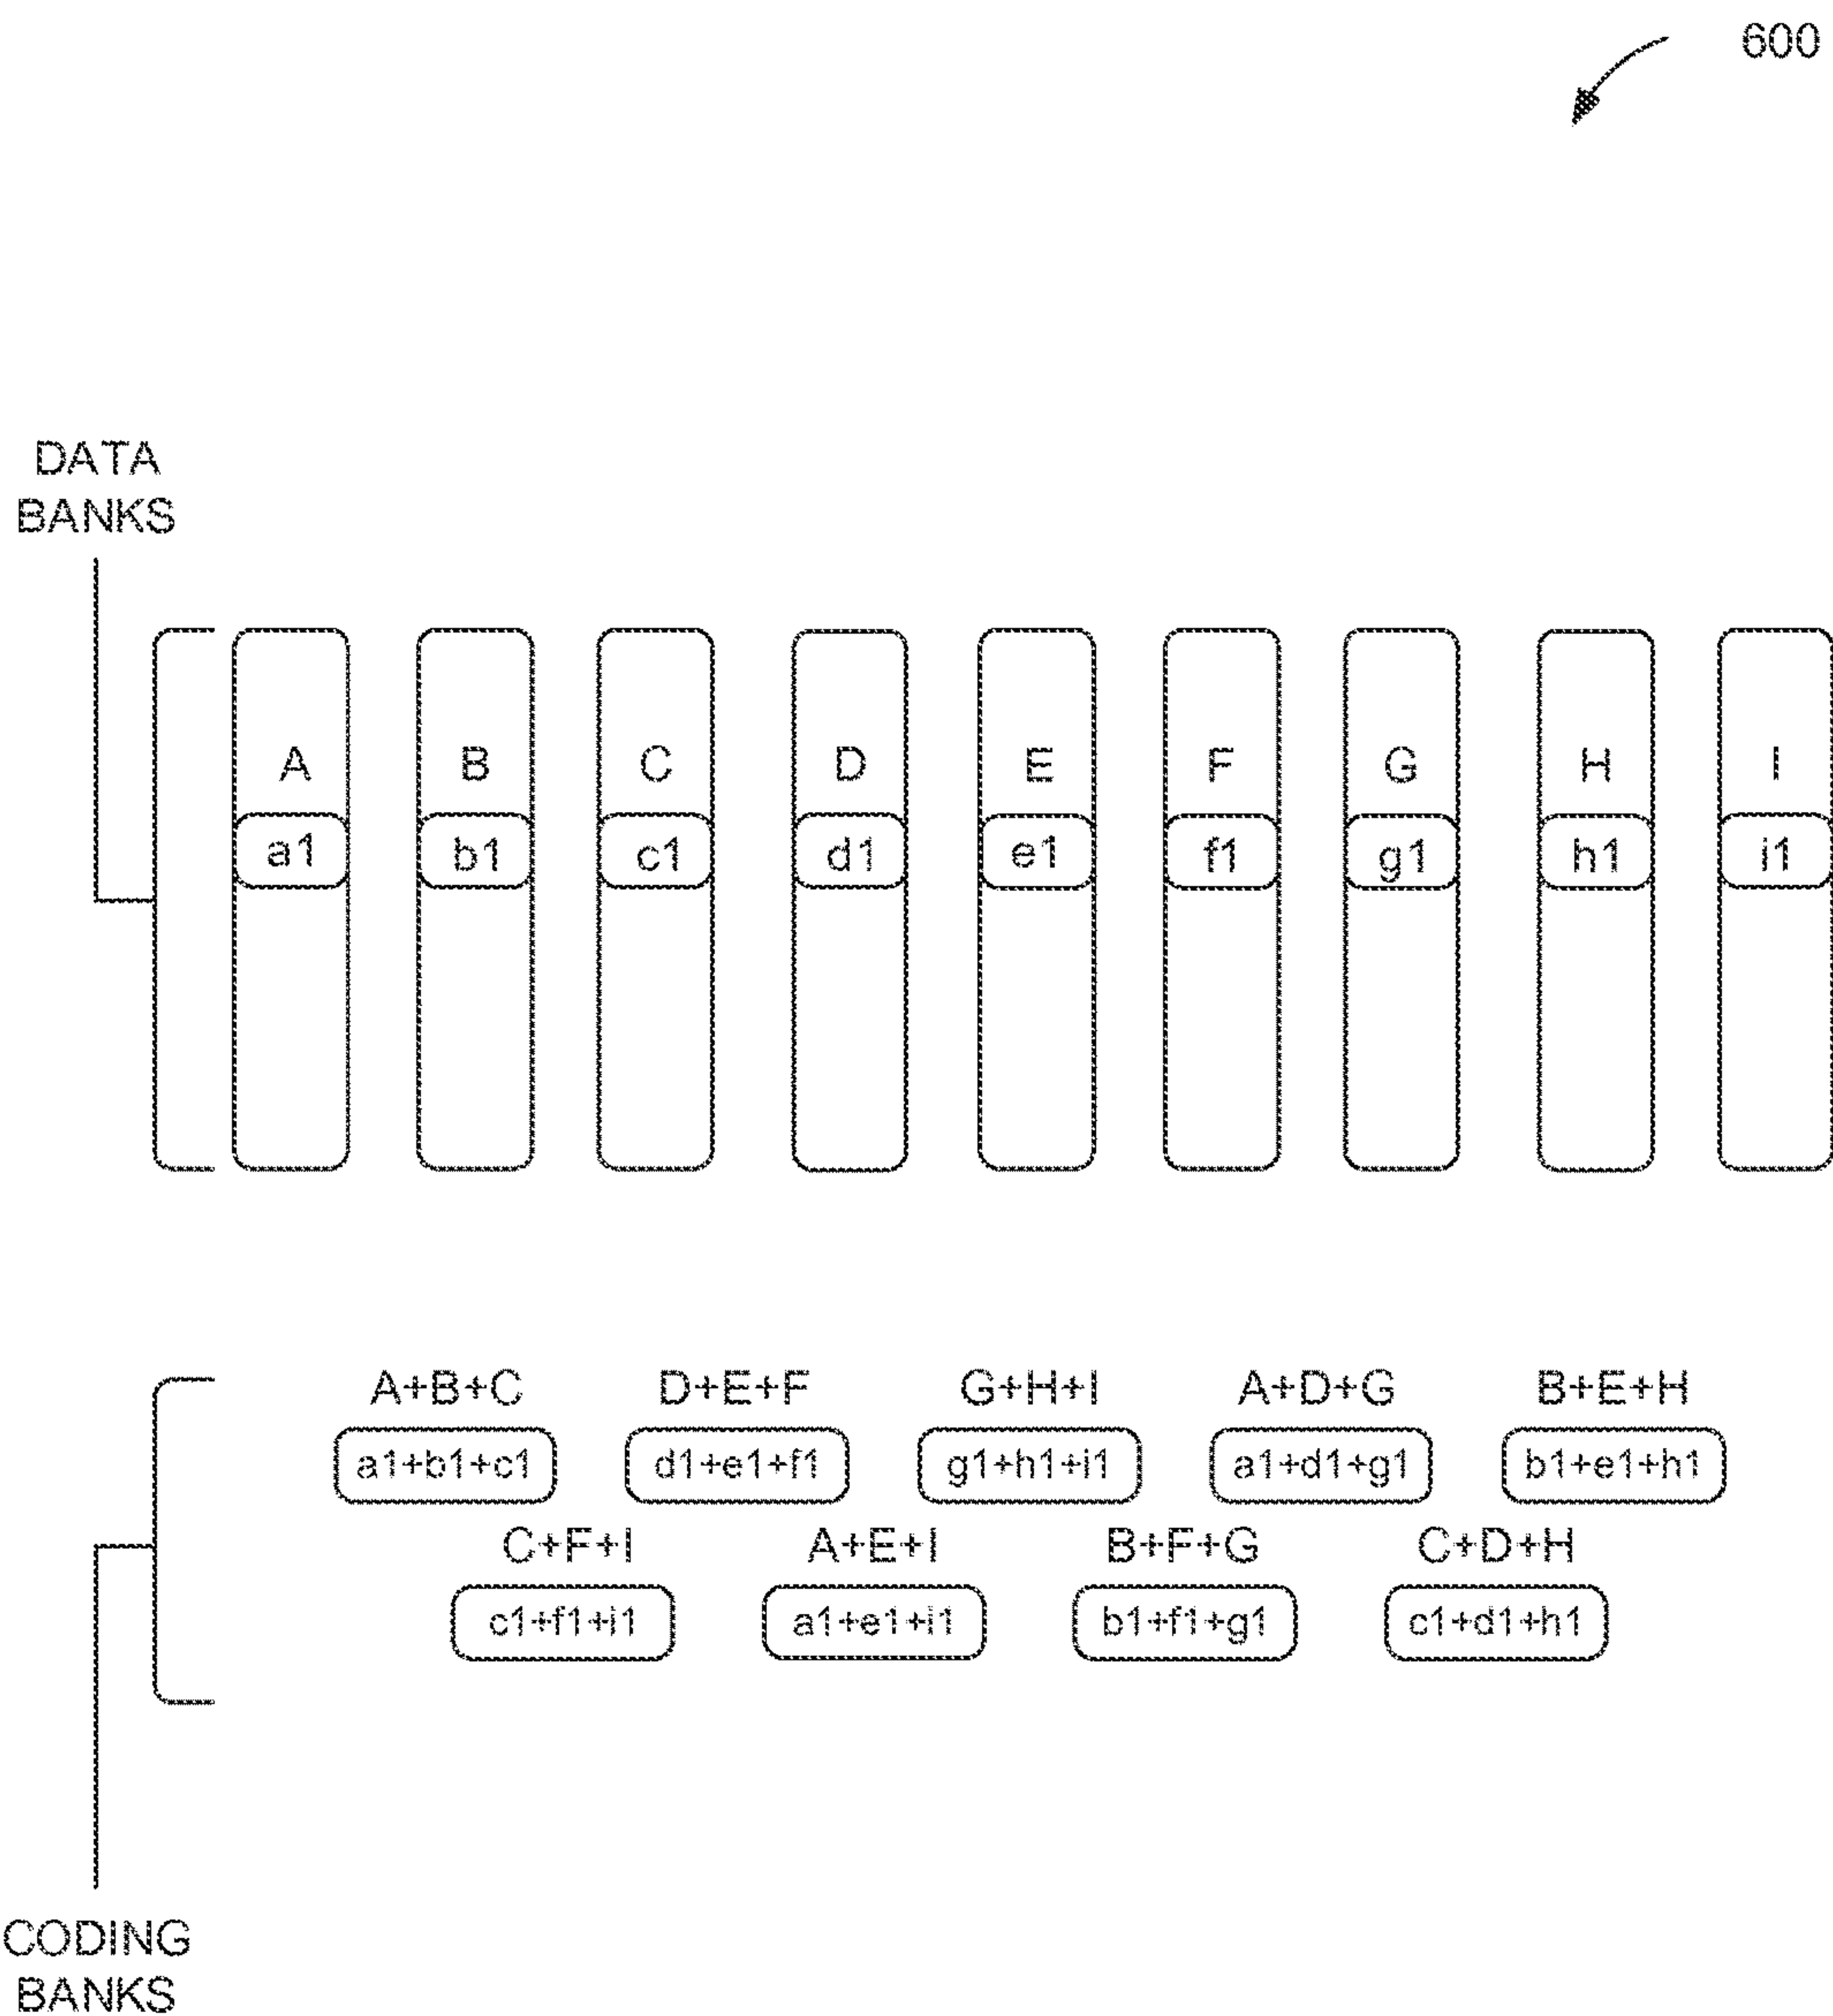 600
DATA
BANKS
A B C D E F G H I
a1 b1 c1 d1 e1 f1 g1 h1 i1
A+B+C D+E+F G+H+I A+D+G B+E+H
a1+b1+c1 d1+e1+f1 g1+h1+i1 a1+d1+g1 b1+e1+h1
C+F+I A+E+I B+F+G C+D+H
c1+f1+i1 a1+e1+i1 b1+f1+g1 c1+d1+h1
CODING
BANKS